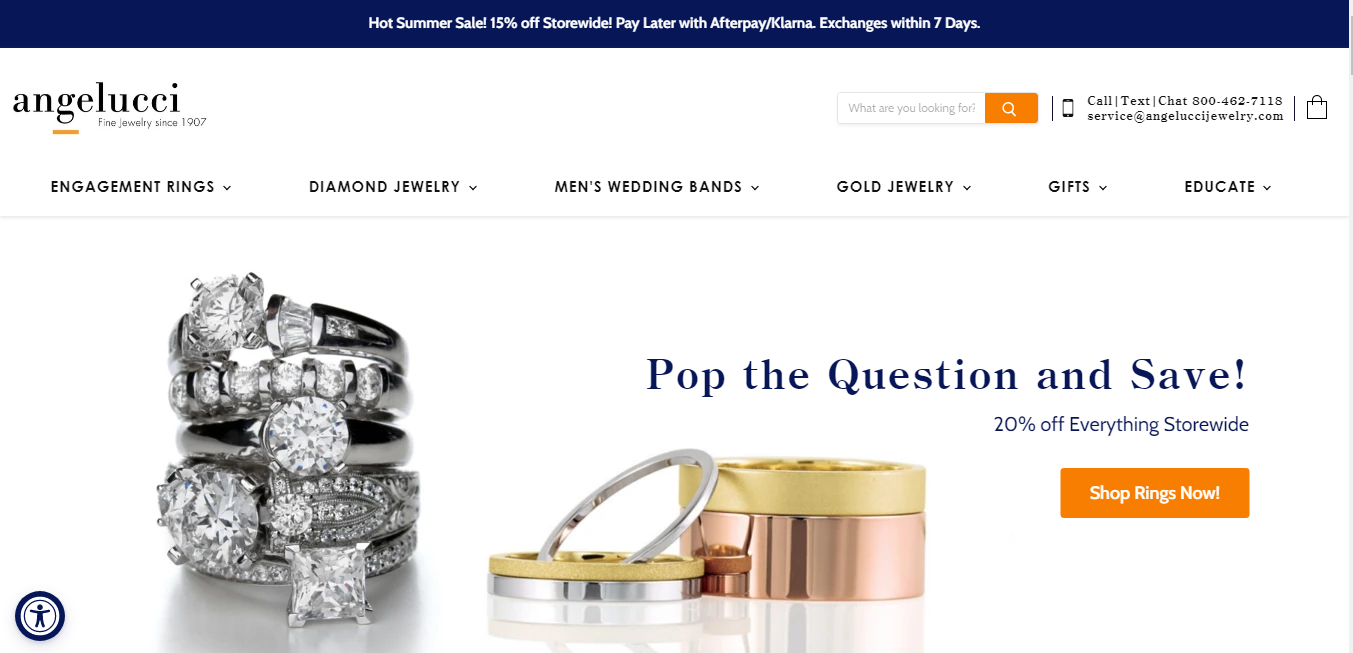 Hot Summer Sale! 15% off Storewide! Pay Later with Afterpay/Klarna. Exchanges within 7 Days.
angelucci
Fine Jewelry since 1907
What are you looking for?
Call|Text|Chat 800-462-7118
service@angeluccijewelry.com
ENGAGEMENT RINGS
DIAMOND JEWELRY
MEN'S WEDDING BANDS
GOLD JEWELRY
GIFTS
EDUCATE
Pop the Question and Save!
20% off Everything Storewide
Shop Rings Now!